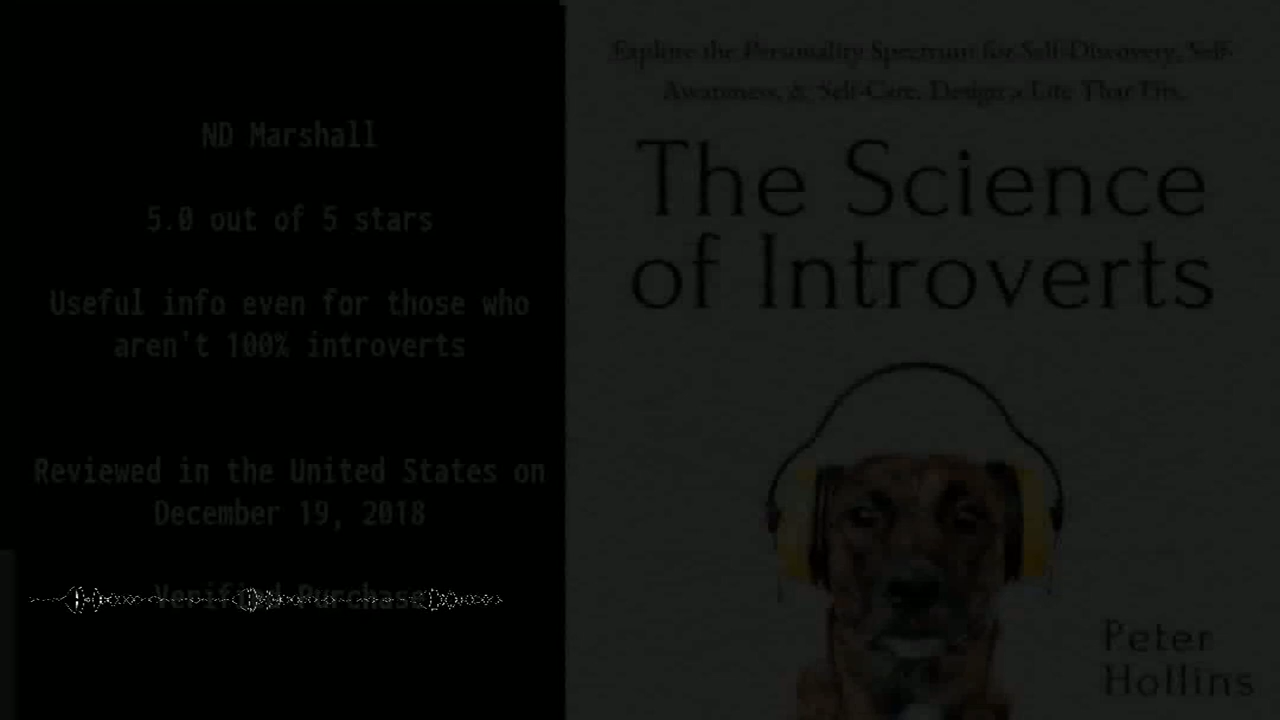 ND Marshall
5.0 out of 5 stars
Useful info even for those who
aren't 100% introverts
Reviewed in the United States on
December 19, 2018
Verified Purchase
Explore the Personality Spectrum for Self-Discovery, Self-
Awareness, & Self-Care. Design a Life That Fits.
The Science
of Introverts
Peter
Hollins